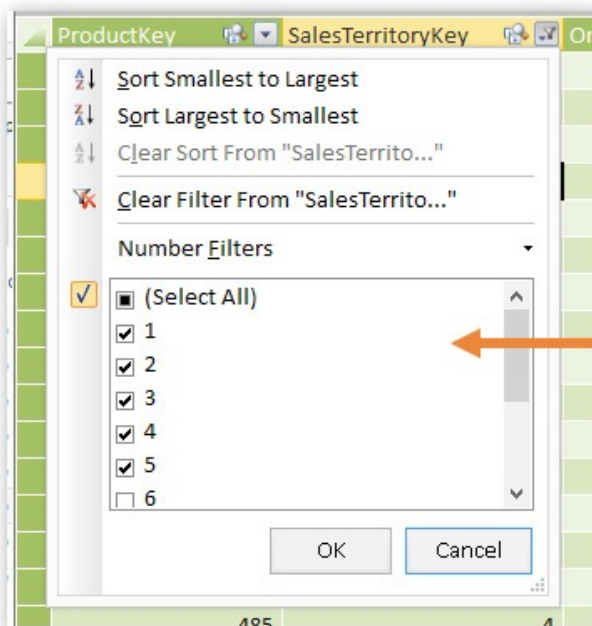 ProductKey SalesTerritoryKey Or
Sort Smallest to Largest
Sort Largest to Smallest
Clear Sort From "SalesTerrito..."
Clear Filter From "SalesTerrito..."
Number Filters
(Select All)
1
2
3
4
5
6
OK Cancel
485 4